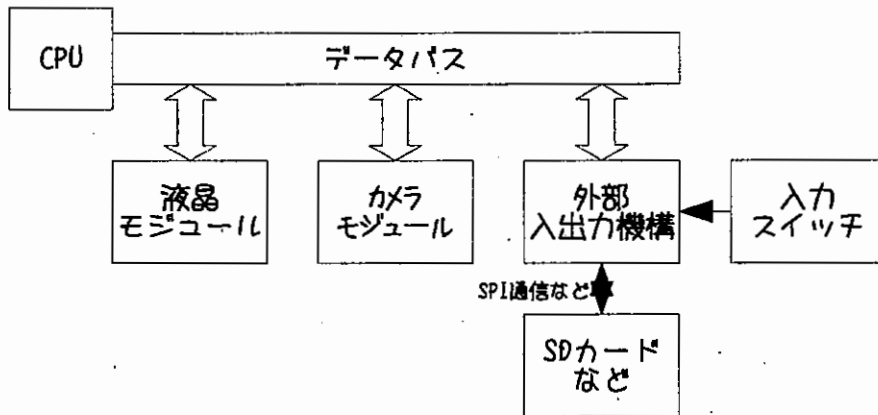 CPU
データバス
液晶
モジュール
カメラ
モジュール
外部
入出力機構
入力
スイッチ
SPI通信など
SDカード
など